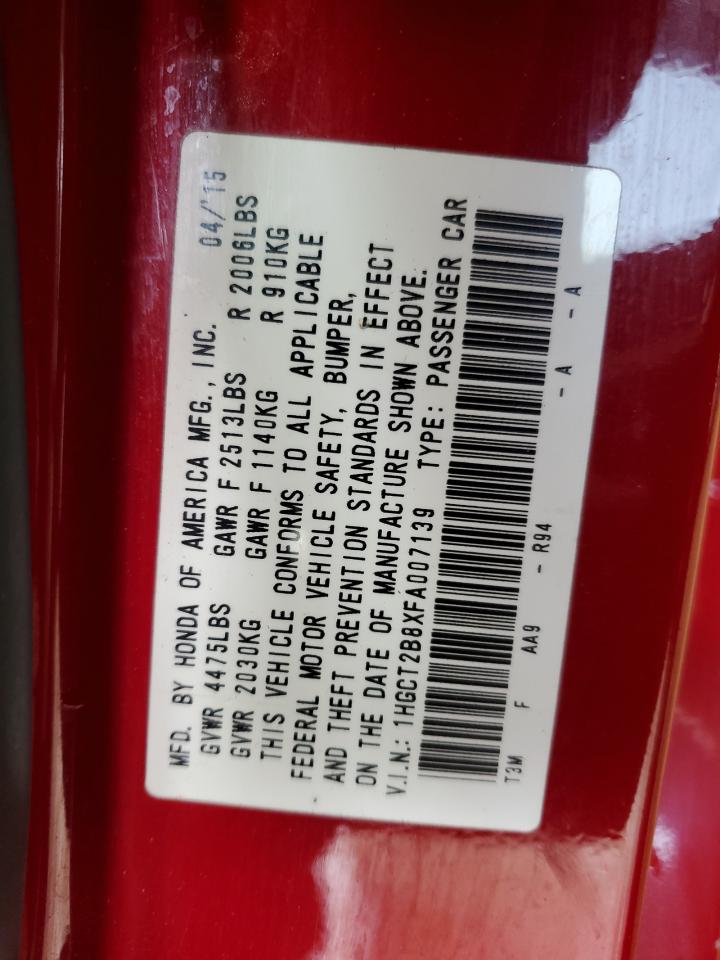 MFD. BY HONDA OF AMERICA MFG., INC. 04/'15
GVWR 4475LBS GAWR F 2513LBS R 2006LBS
GVWR 2030KG GAWR F 1140KG R 910KG
THIS VEHICLE CONFORMS TO ALL APPLICABLE
FEDERAL MOTOR VEHICLE SAFETY, BUMPER,
AND THEFT PREVENTION STANDARDS IN EFFECT
ON THE DATE OF MANUFACTURE SHOWN ABOVE.
V.I.N.: 1HGCT2B8XFA007139 TYPE: PASSENGER CAR
T3M F AA9 - R94 - A - A